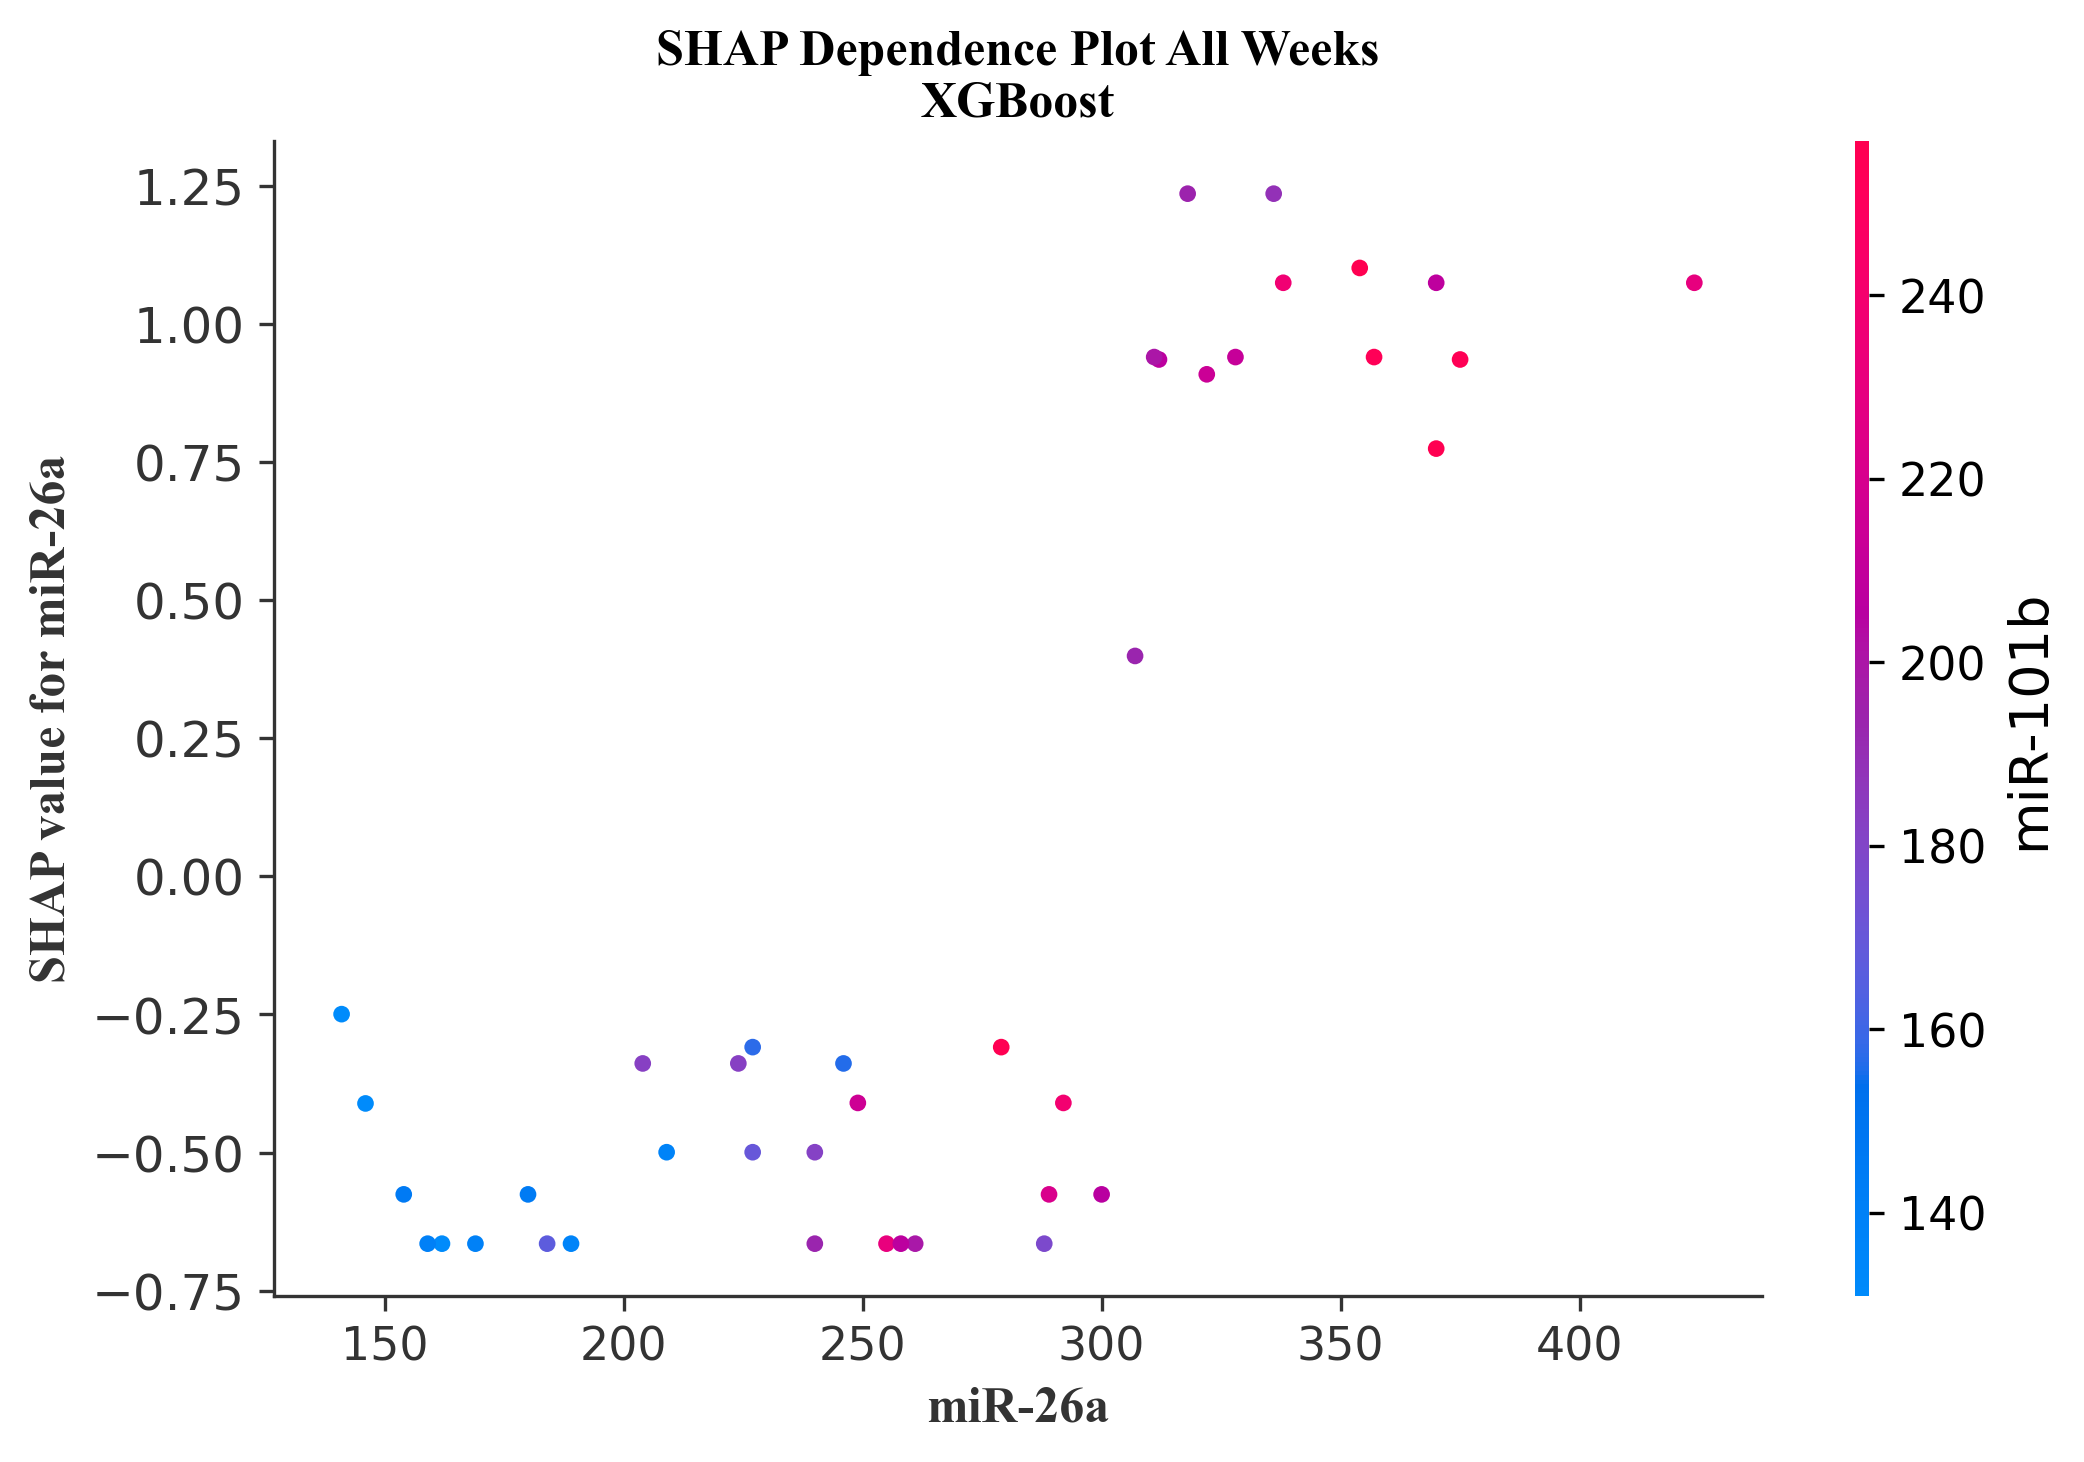 SHAP Dependence Plot All Weeks
XGBoost
SHAP value for miR-26a
1.25
1.00
0.75
0.50
0.25
0.00
−0.25
−0.50
−0.75
150 200 250 300 350 400
miR-26a
240
220
200
180
160
140
miR-101b